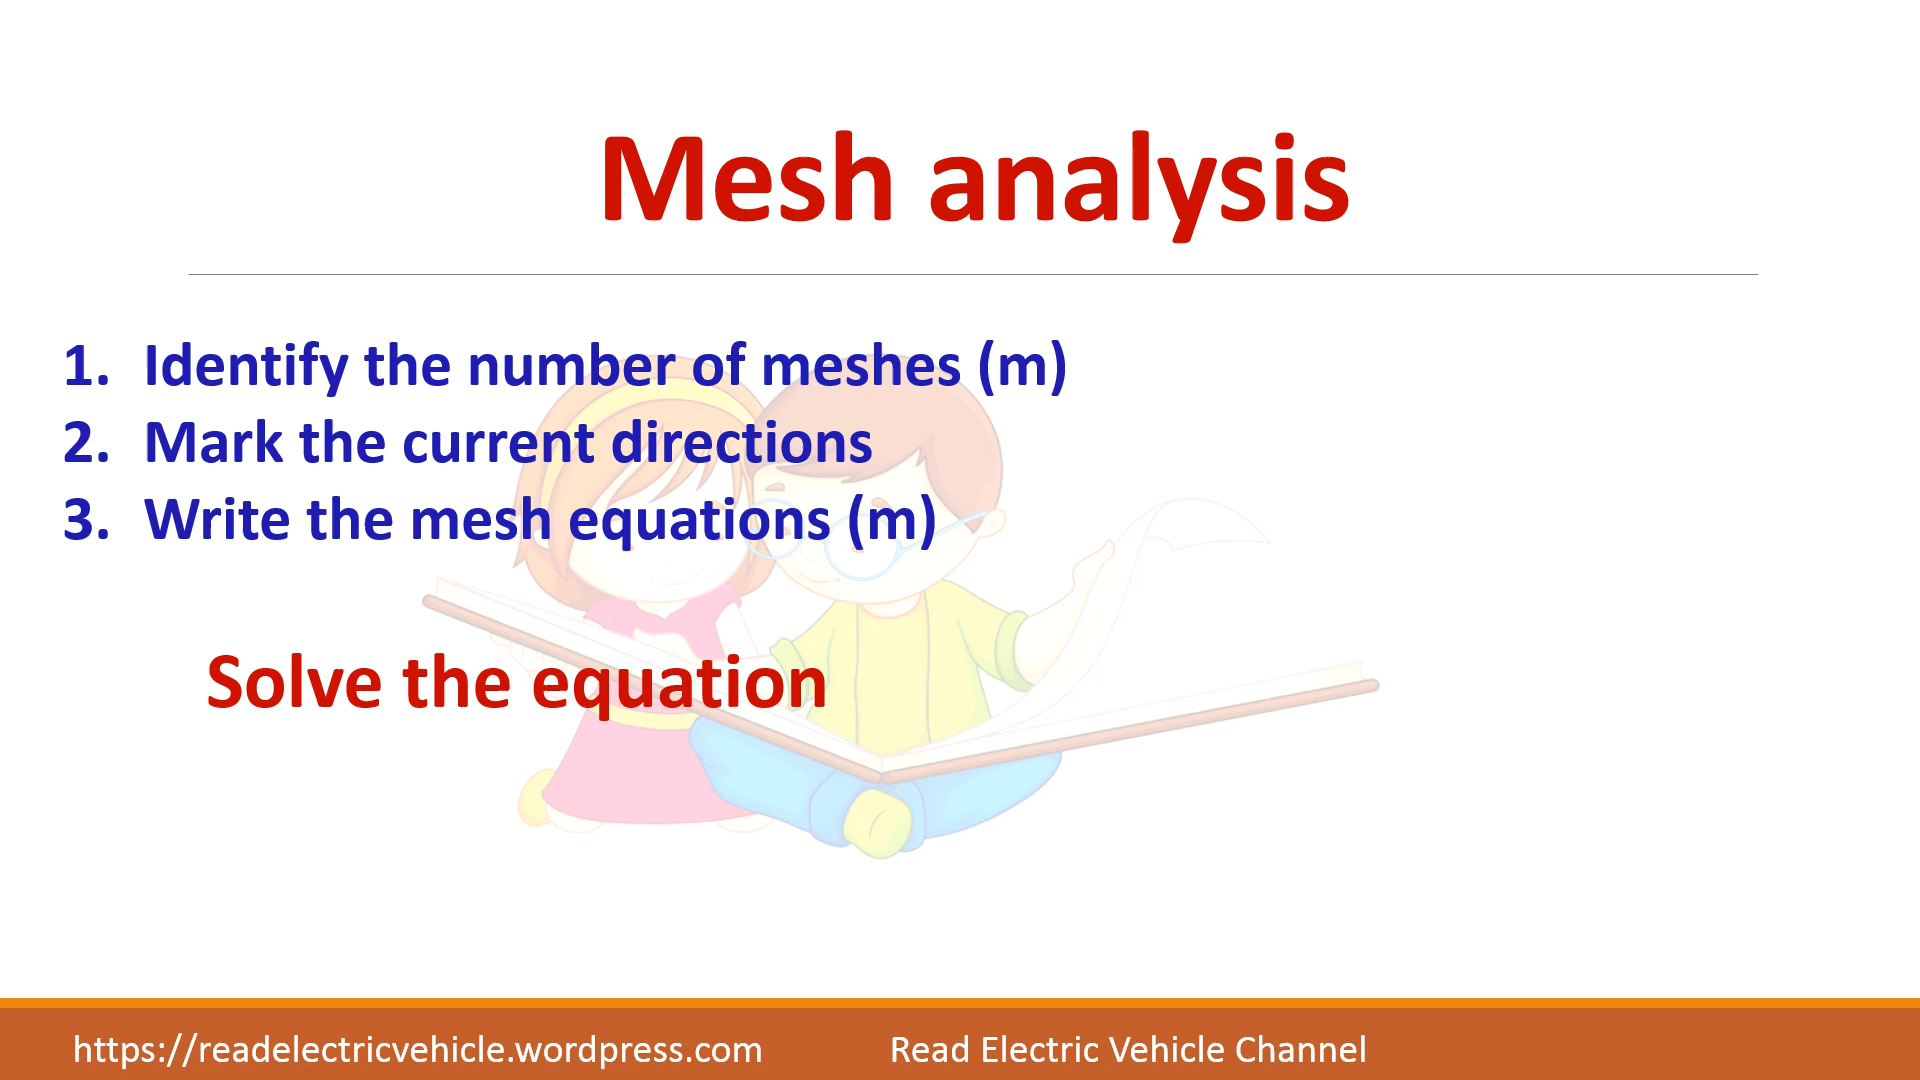 Mesh analysis
1. Identify the number of meshes (m)
2. Mark the current directions
3. Write the mesh equations (m)
Solve the equation
https://readelectricvehicle.wordpress.com Read Electric Vehicle Channel